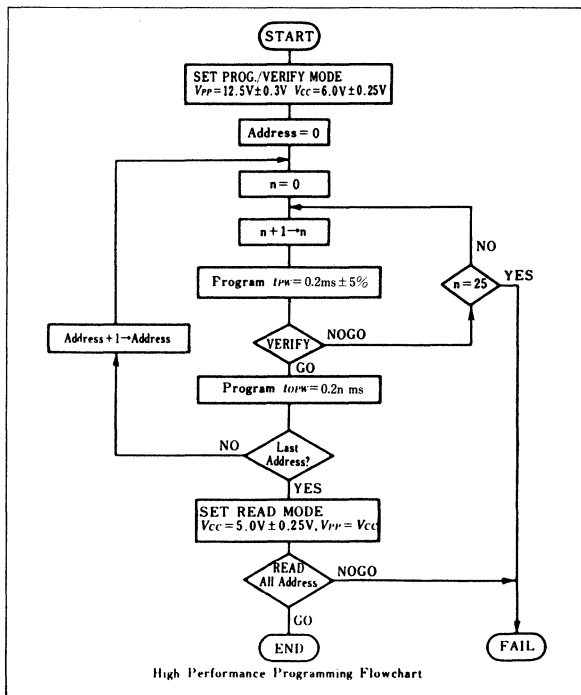 START
SET PROG./VERIFY MODE
VPP=12.5V±0.3V VCC=6.0V±0.25V
Address=0
n=0
n+1→n
NO
YES
n=25
Program tPW=0.2ms±5%
Address+1→Address
VERIFY
NOGO
GO
Program tOPW=0.2n ms
NO
Last
Address?
YES
SET READ MODE
VCC=5.0V±0.25V, VPP=VCC
READ
All Address
NOGO
GO
END
FAIL
High Performance Programming Flowchart